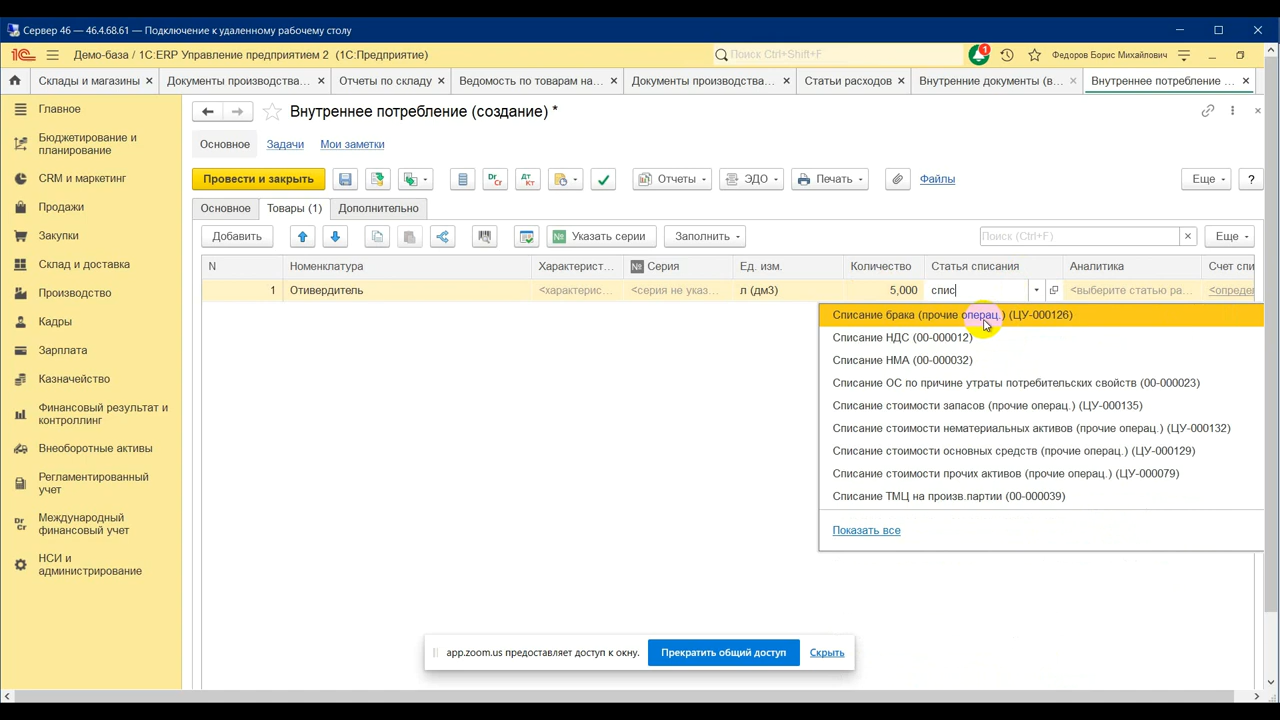 Сервер 46 — 46.4.68.61 — Подключение к удаленному рабочему столу
Демо-база / 1С:ERP Управление предприятием 2 (1С:Предприятие)
Поиск Ctrl+Shift+F
1
Федоров Борис Михайлович
Склады и магазины
Документы производства...
Отчеты по складу
Ведомость по товарам на...
Документы производства...
Статьи расходов
Внутренние документы (в...
Внутреннее потребление ...
Главное
Бюджетирование и
планирование
CRM и маркетинг
Продажи
Закупки
Склад и доставка
Производство
Кадры
Зарплата
Казначейство
Финансовый результат и
контроллинг
Внеоборотные активы
Регламентированный
учет
Международный
финансовый учет
НСИ и
администрирование
Внутреннее потребление (создание) *
Основное
Задачи
Мои заметки
Провести и закрыть
Dr Cr
Дт Кт
Отчеты
ЭДО
Печать
Файлы
Еще
?
Основное
Товары (1)
Дополнительно
Добавить
Указать серии
Заполнить
Поиск (Ctrl+F)
Еще
N
Номенклатура
Характерист...
№ Серия
Ед. изм.
Количество
Статья списания
Аналитика
Счет спи
1
Отивердитель
<характерис...
<серия не указ...
л (дм3)
5,000
спис
<выберите статью ра...
<опреде
Списание брака (прочие операц.) (ЦУ-000126)
Списание НДС (00-000012)
Списание НМА (00-000032)
Списание ОС по причине утраты потребительских свойств (00-000023)
Списание стоимости запасов (прочие операц.) (ЦУ-000135)
Списание стоимости нематериальных активов (прочие операц.) (ЦУ-000132)
Списание стоимости основных средств (прочие операц.) (ЦУ-000129)
Списание стоимости прочих активов (прочие операц.) (ЦУ-000079)
Списание ТМЦ на произв.партии (00-000039)
Показать все
app.zoom.us предоставляет доступ к окну.
Прекратить общий доступ
Скрыть